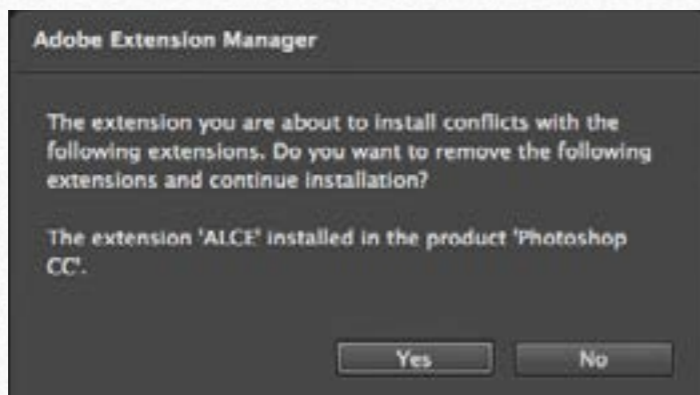 Adobe Extension Manager
The extension you are about to install conflicts with the
following extensions. Do you want to remove the following
extensions and continue installation?
The extension 'ALCE' installed in the product 'Photoshop
CC'.
Yes
No